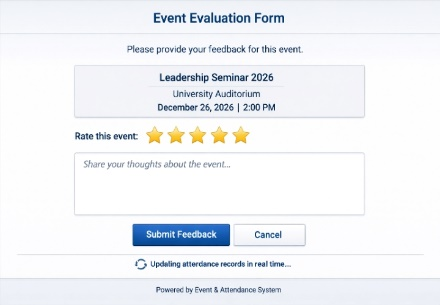 Event Evaluation Form
Please provide your feedback for this event.
Leadership Seminar 2026
University Auditorium
December 26, 2026 | 2:00 PM
Rate this event:
Share your thoughts about the event...
Submit Feedback
Cancel
Updating atterdance records in real time...
Powered by Event & Attendance System